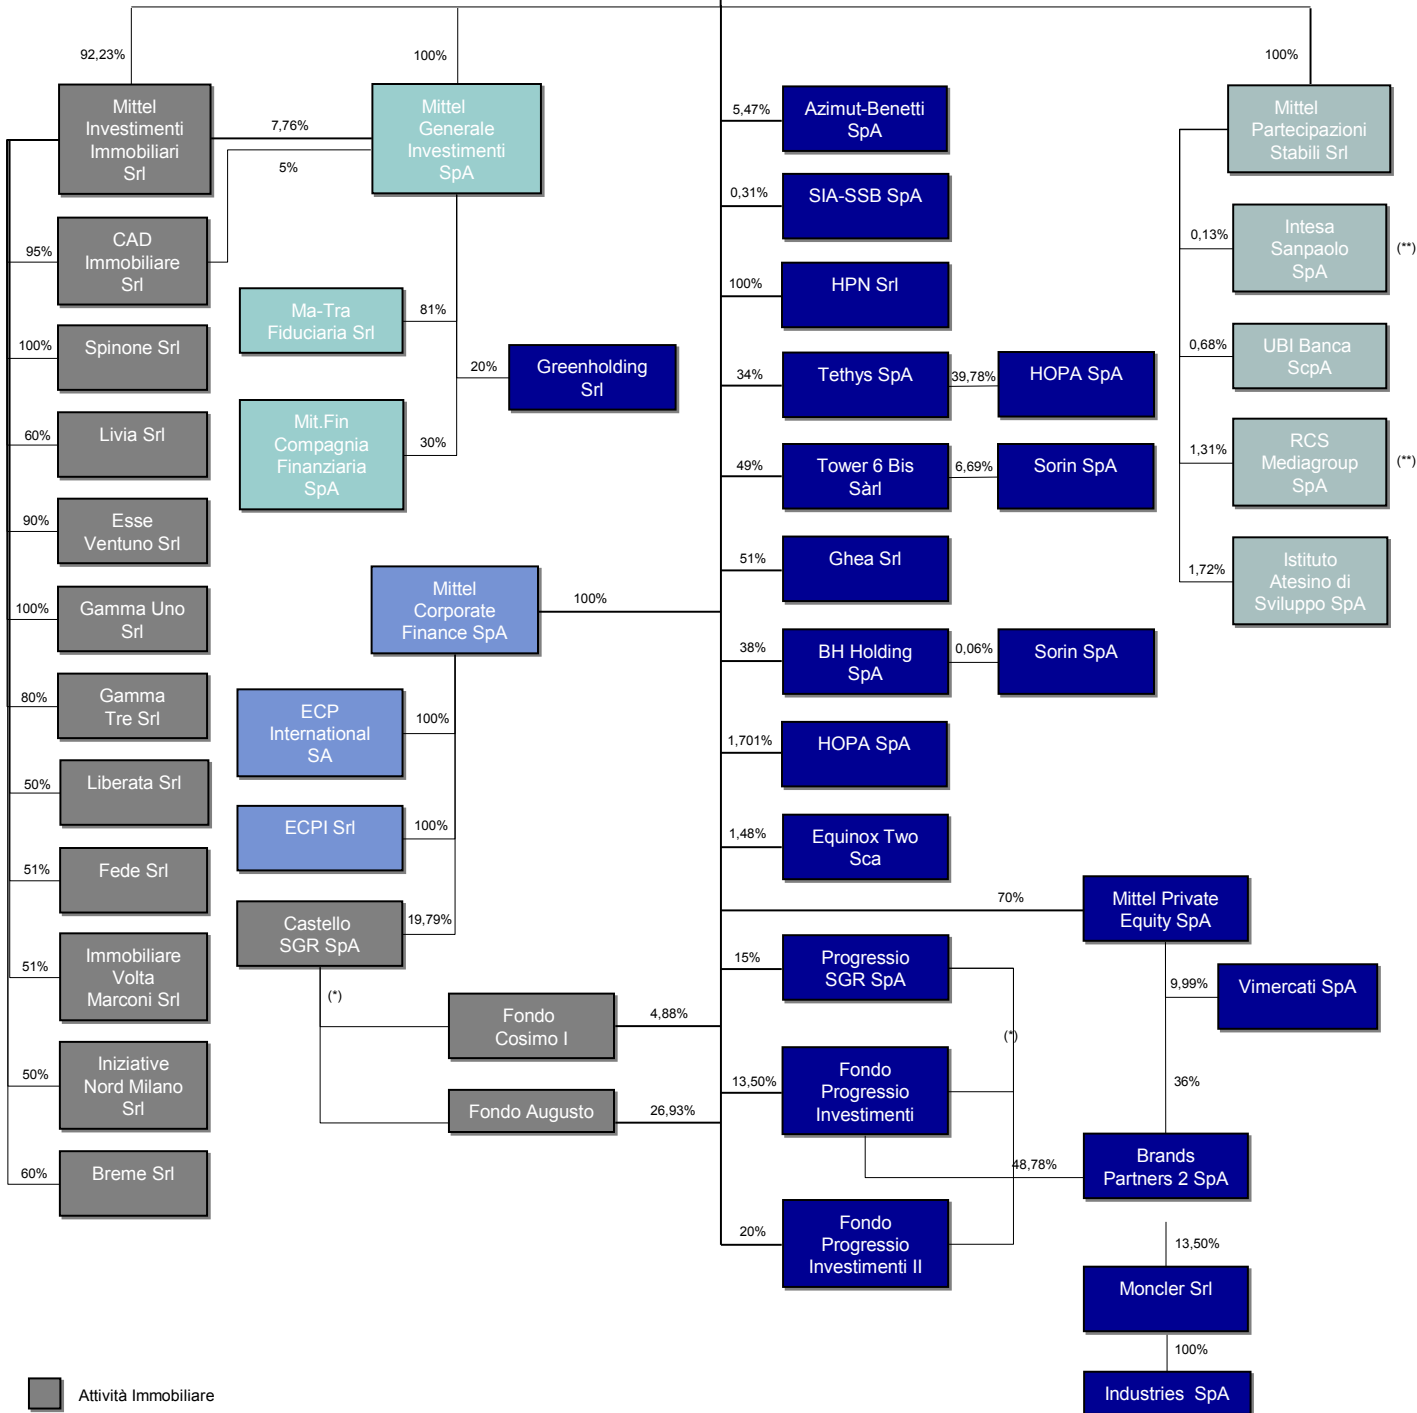 92,23%
100%
100%
Mittel
Investimenti
Immobiliari
Srl
7,76%
5%
Mittel
Generale
Investimenti
SpA
5,47%
Azimut-Benetti
SpA
Mittel
Partecipazioni
Stabili Srl
0,31%
SIA-SSB SpA
95%
CAD
Immobiliare
Srl
0,13%
Intesa
Sanpaolo
SpA
(**)
100%
HPN Srl
Ma-Tra
Fiduciaria Srl
81%
100%
Spinone Srl
20%
Greenholding
Srl
34%
Tethys SpA
39,78%
HOPA SpA
0,68%
UBI Banca
ScpA
60%
Livia Srl
Mit.Fin
Compagnia
Finanziaria
SpA
30%
49%
Tower 6 Bis
Sàrl
6,69%
Sorin SpA
1,31%
RCS
Mediagroup
SpA
(**)
90%
Esse
Ventuno Srl
51%
Ghea Srl
1,72%
Istituto
Atesino di
Sviluppo SpA
100%
Gamma Uno
Srl
Mittel
Corporate
Finance SpA
100%
38%
BH Holding
SpA
0,06%
Sorin SpA
80%
Gamma
Tre Srl
ECP
International
SA
100%
1,701%
HOPA SpA
50%
Liberata Srl
ECPI Srl
100%
1,48%
Equinox Two
Sca
51%
Fede Srl
70%
Mittel Private
Equity SpA
Castello
SGR SpA
19,79%
51%
Immobiliare
Volta
Marconi Srl
15%
Progressio
SGR SpA
9,99%
Vimercati SpA
(*)
Fondo
Cosimo I
4,88%
(*)
50%
Iniziative
Nord Milano
Srl
13,50%
Fondo
Progressio
Investimenti
36%
Fondo Augusto
26,93%
60%
Breme Srl
48,78%
Brands
Partners 2 SpA
20%
Fondo
Progressio
Investimenti II
13,50%
Moncler Srl
100%
Industries SpA
Attività Immobiliare